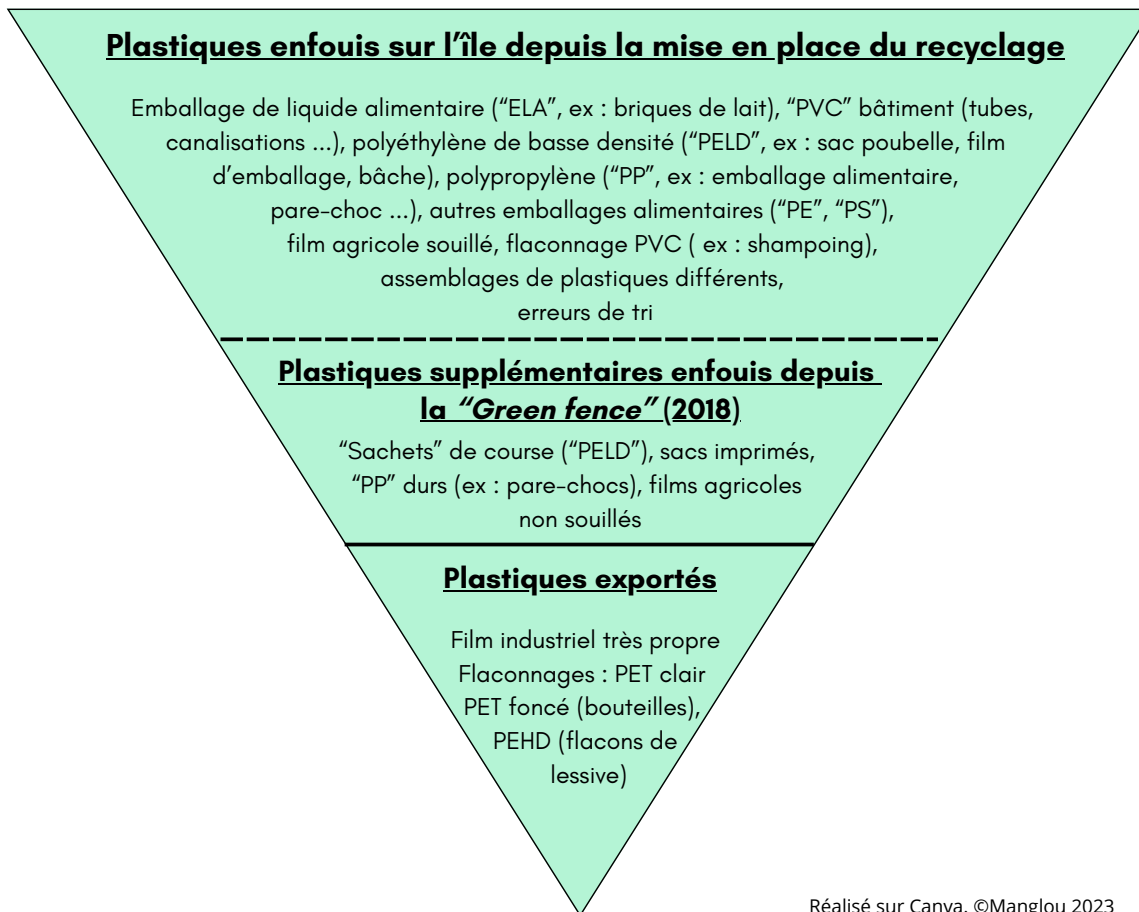 Plastiques enfouis sur l’île depuis la mise en place du recyclage
Emballage de liquide alimentaire (“ELA”, ex : briques de lait), “PVC” bâtiment (tubes,
canalisations ...), polyéthylène de basse densité (“PELD”, ex : sac poubelle, film
d’emballage, bâche), polypropylène (“PP”, ex : emballage alimentaire,
pare-choc ...), autres emballages alimentaires (“PE”, “PS”),
film agricole souillé, flaconnage PVC ( ex : shampoing),
assemblages de plastiques différents,
erreurs de tri
Plastiques supplémentaires enfouis depuis
la “Green fence” (2018)
“Sachets” de course (“PELD”), sacs imprimés,
“PP” durs (ex : pare-chocs), films agricoles
non souillés
Plastiques exportés
Film industriel très propre
Flaconnages : PET clair
PET foncé (bouteilles),
PEHD (flacons de
lessive)
Réalisé sur Canva. ©Manglou 2023